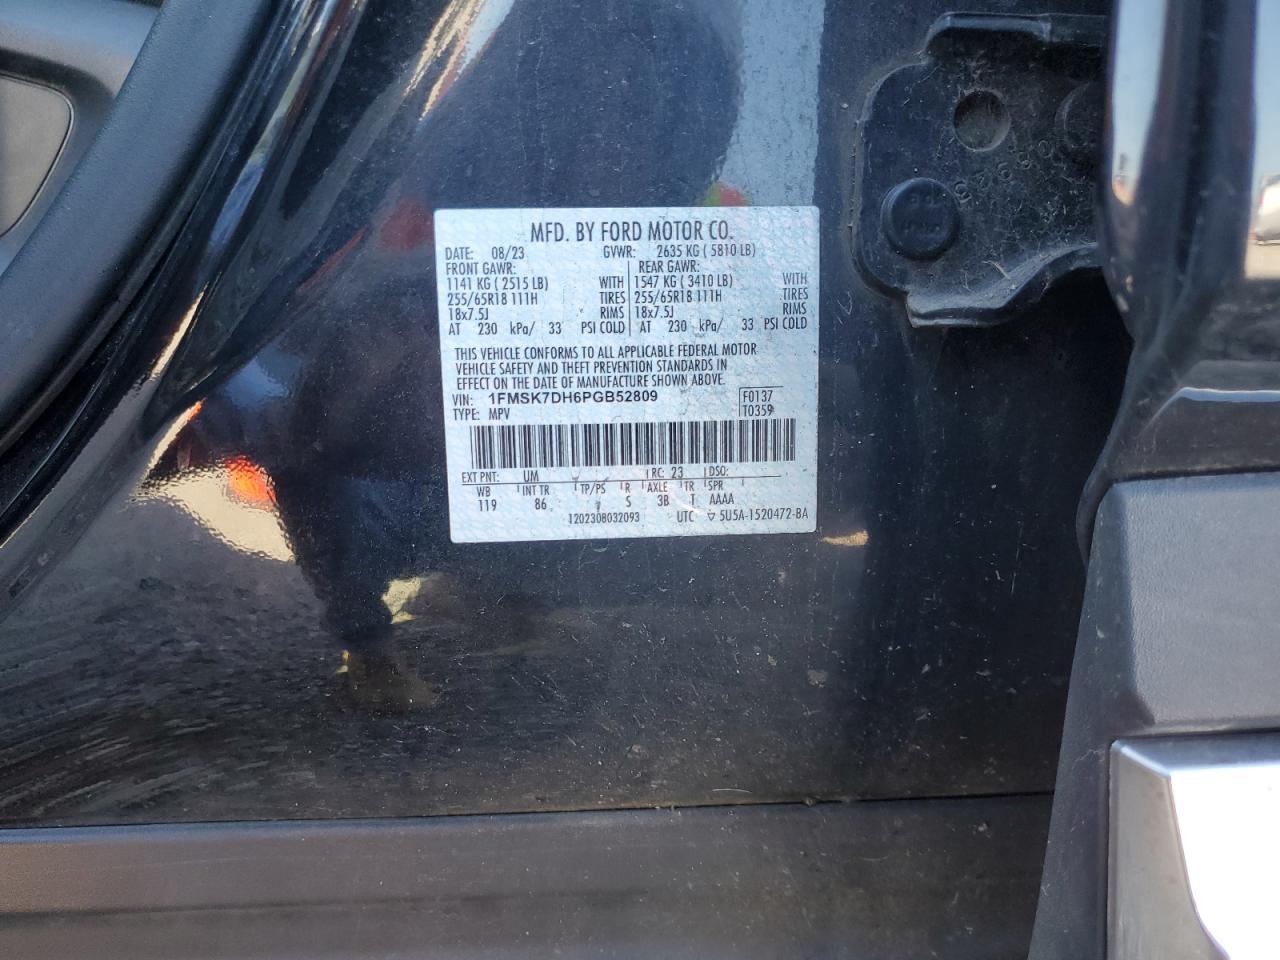 MFD. BY FORD MOTOR CO.
DATE: 08/23 GVWR: 2635 KG ( 5810 LB)
FRONT GAWR: REAR GAWR:
1141 KG ( 2515 LB) WITH 1547 KG ( 3410 LB) WITH
255/65R18 111H TIRES 255/65R18 111H TIRES
18x7.5J RIMS 18x7.5J RIMS
AT 230 kPa/ 33 PSI COLD AT 230 kPa/ 33 PSI COLD
THIS VEHICLE CONFORMS TO ALL APPLICABLE FEDERAL MOTOR
VEHICLE SAFETY AND THEFT PREVENTION STANDARDS IN
EFFECT ON THE DATE OF MANUFACTURE SHOWN ABOVE.
VIN: 1FMSK7DH6PGB52809 F0137
TYPE: MPV T0359
EXT PNT: UM RC: 23 DSO:
WB INT TR TP/PS R AXLE TR SPR
119 86 S 3B T AAAA
1202308032093 UTC ▽ 5U5A-1520472-BA